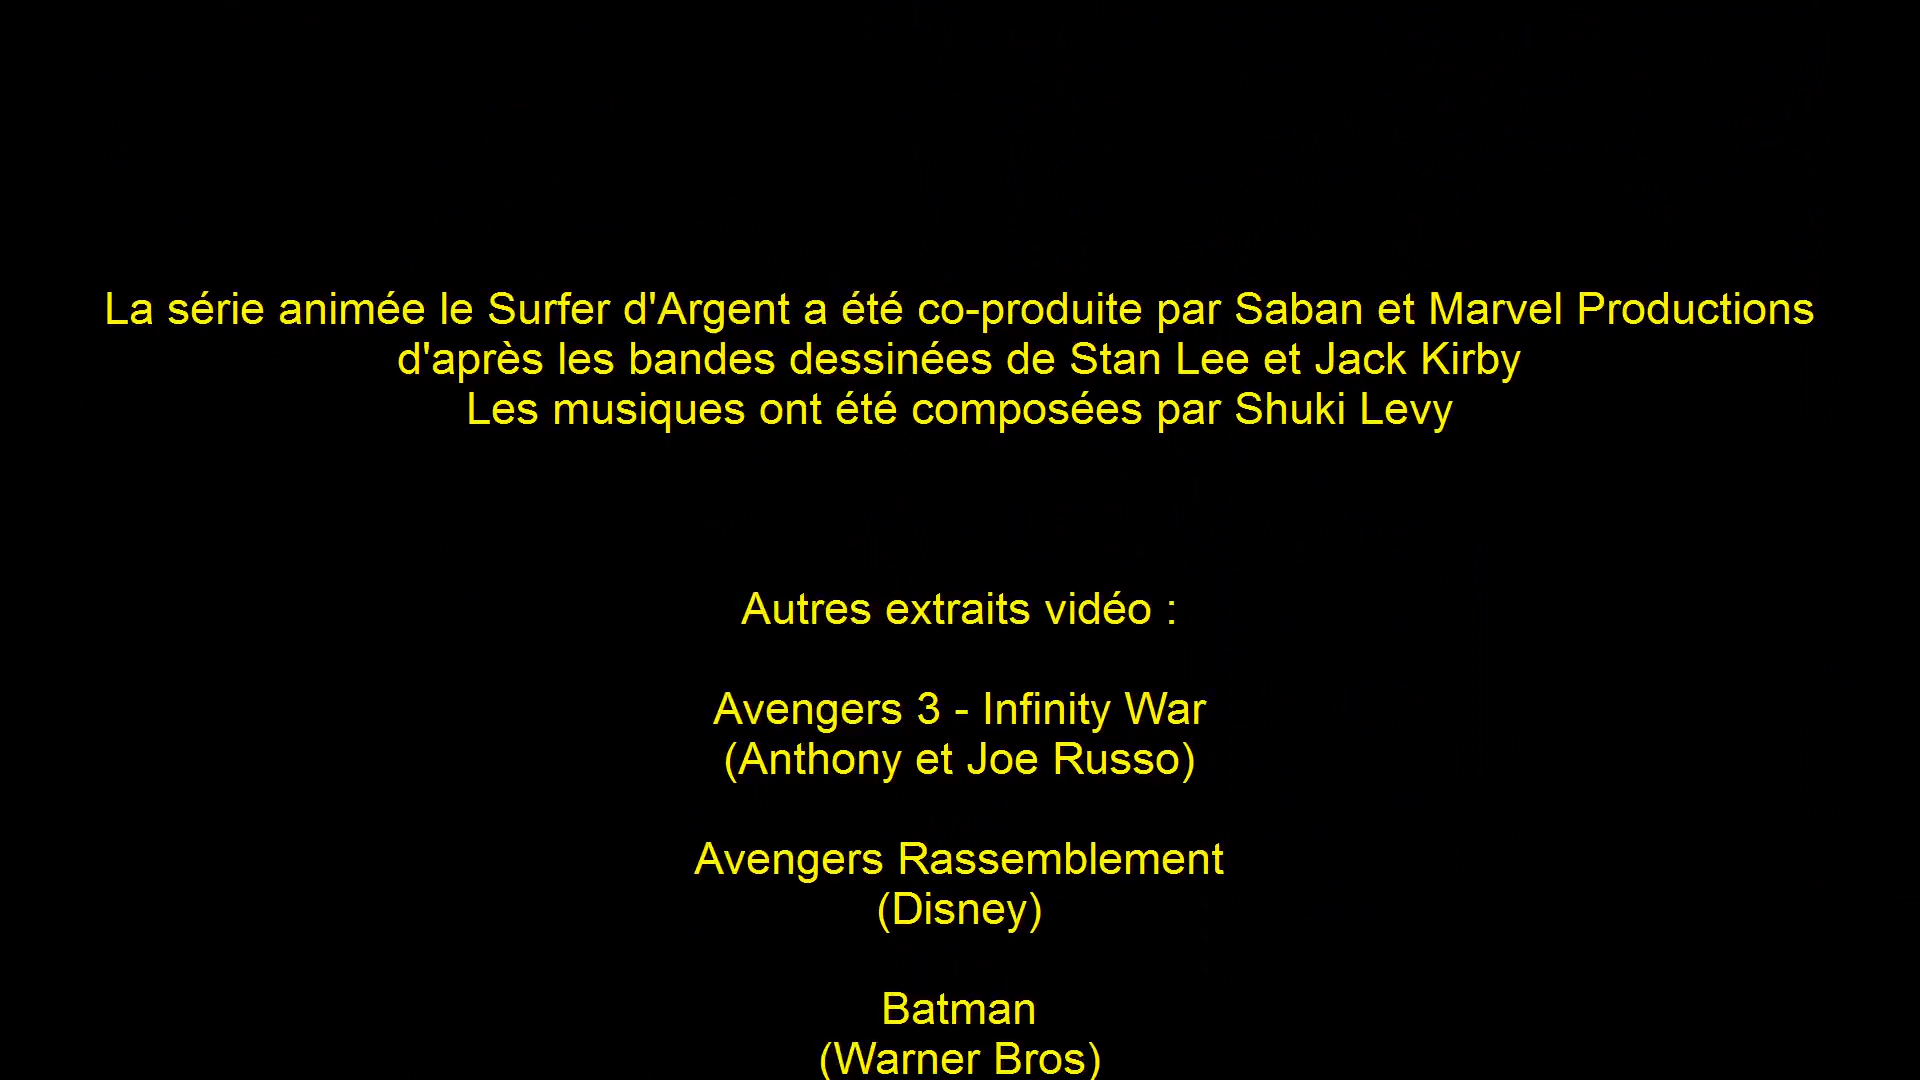 La série animée le Surfer d'Argent a été co-produite par Saban et Marvel Productions
d'après les bandes dessinées de Stan Lee et Jack Kirby
Les musiques ont été composées par Shuki Levy
Autres extraits vidéo :
Avengers 3 - Infinity War
(Anthony et Joe Russo)
Avengers Rassemblement
(Disney)
Batman
(Warner Bros)